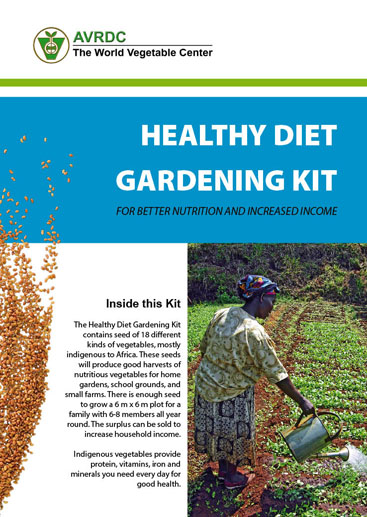 AVRDC
The World Vegetable Center
HEALTHY DIET
GARDENING KIT
FOR BETTER NUTRITION AND INCREASED INCOME
Inside this Kit
The Healthy Diet Gardening Kit
contains seed of 18 different
kinds of vegetables, mostly
indigenous to Africa. These seeds
will produce good harvests of
nutritious vegetables for home
gardens, school grounds, and
small farms. There is enough seed
to grow a 6 m x 6 m plot for a
family with 6-8 members all year
round. The surplus can be sold to
increase household income.
Indigenous vegetables provide
protein, vitamins, iron and
minerals you need every day for
good health.